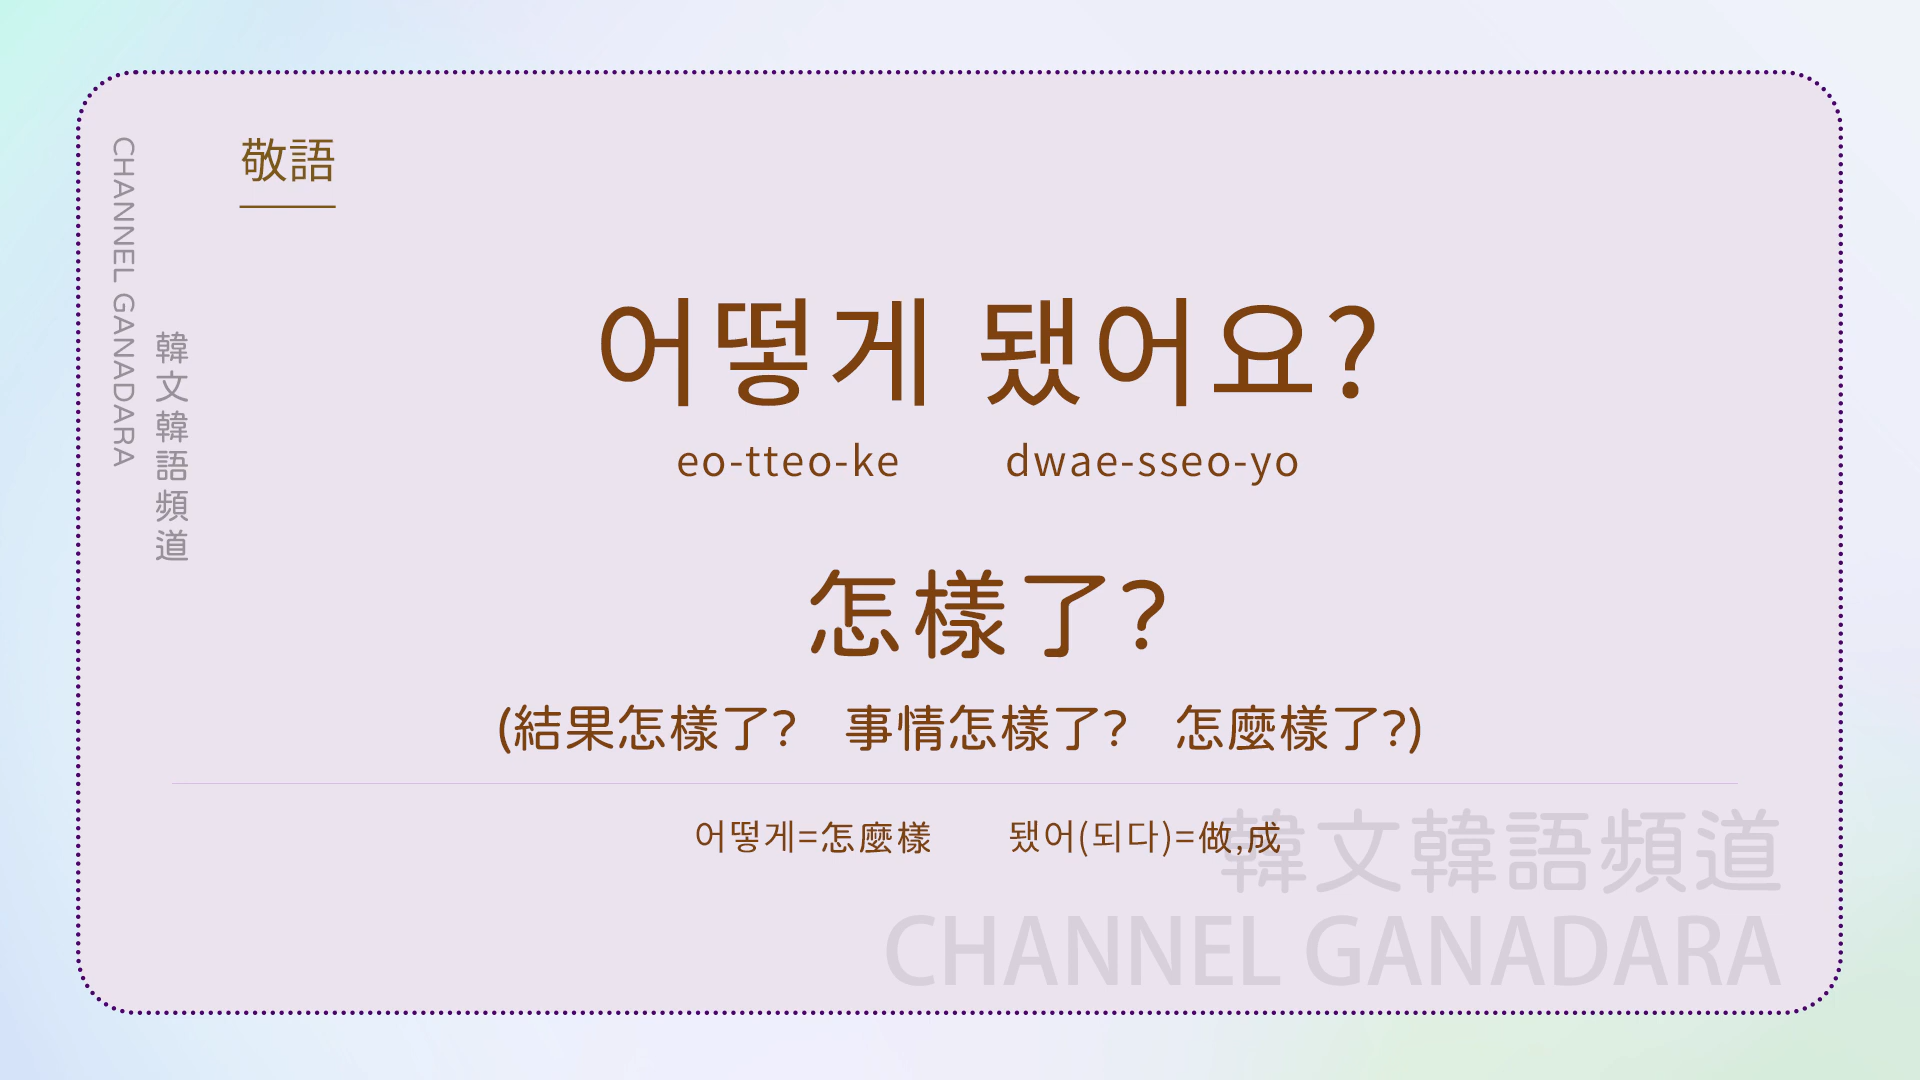 敬語
CHANNEL GANADARA
韓文韓語頻道
어떻게 됐어요?
eo-tteo-ke dwae-sseo-yo
怎樣了?
(結果怎樣了? 事情怎樣了? 怎麼樣了?)
어떻게=怎麼樣 됐어(되다)=做,成
韓文韓語頻道
CHANNEL GANADARA